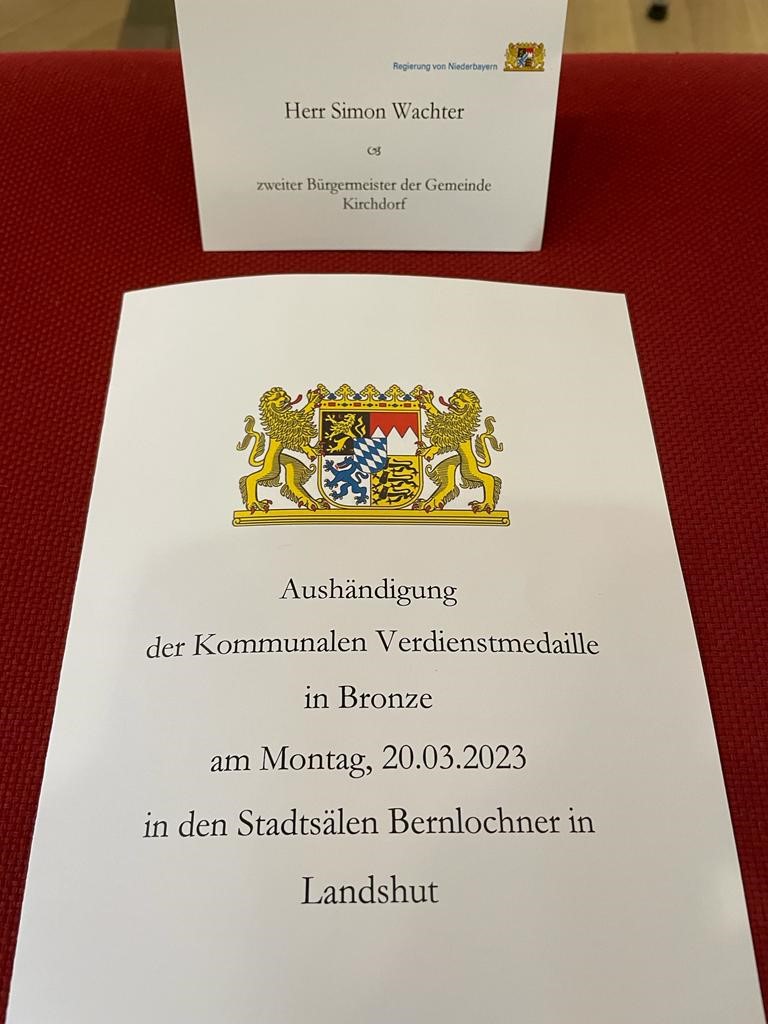 Regierung von Niederbayern
Herr Simon Wachter
zweiter Bürgermeister der Gemeinde
Kirchdorf
Aushändigung
der Kommunalen Verdienstmedaille
in Bronze
am Montag, 20.03.2023
in den Stadtsälen Bernlochner in
Landshut